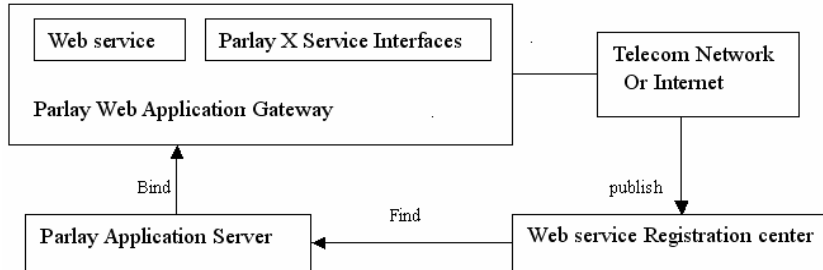 Web service
Parlay X Service Interfaces
Parlay Web Application Gateway
Telecom Network
Or Internet
Bind
publish
Find
Parlay Application Server
Web service Registration center